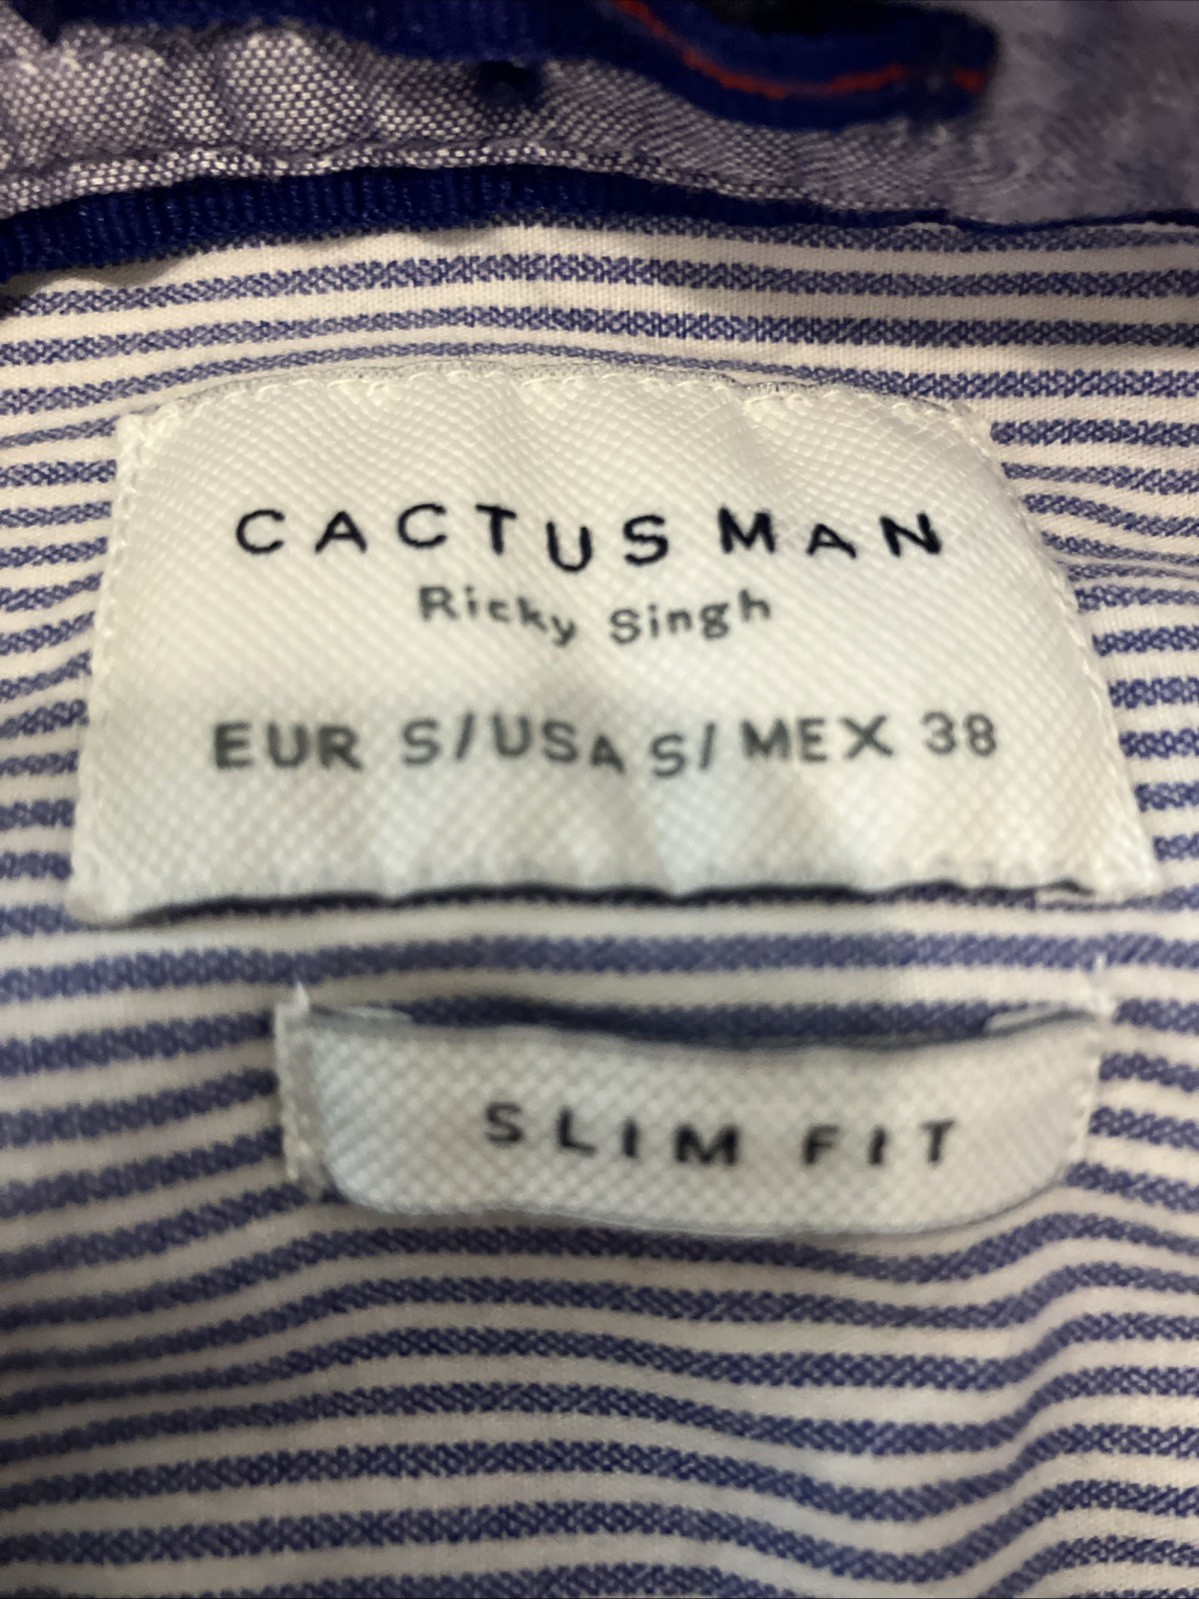 CACTUS MAN
Ricky Singh
EUR S/USA S/ MEX 38
SLIM FIT